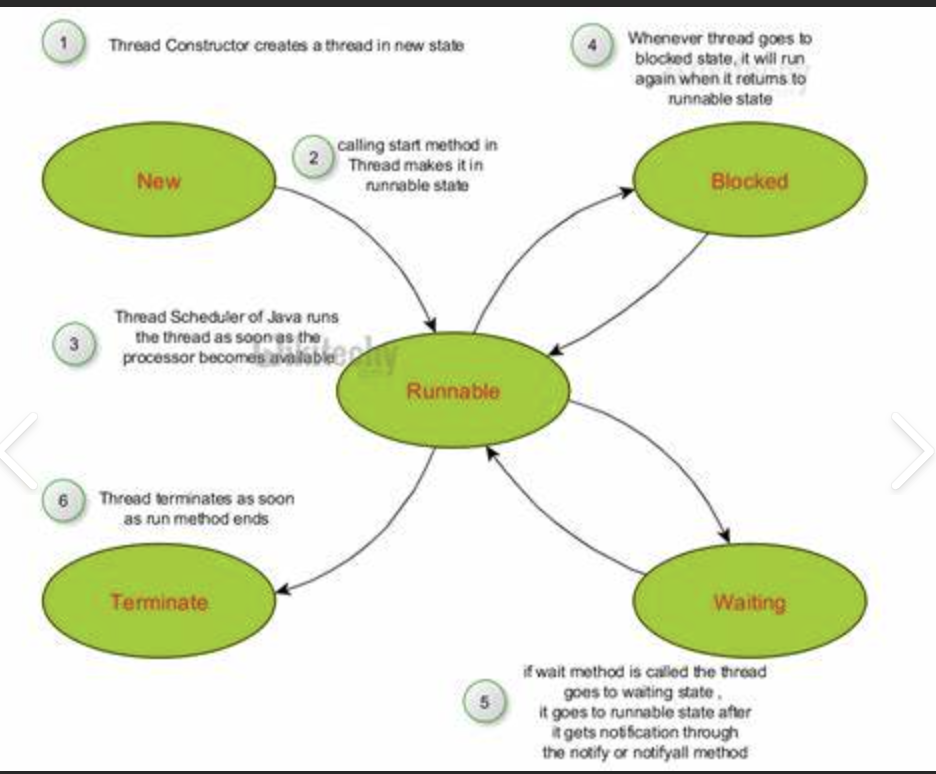 1
Thread Constructor creates a thread in new state
4
Whenever thread goes to
blocked state, it will run
again when it returns to
runnable state
New
2
calling start method in
Thread makes it in
runnable state
Blocked
3
Thread Scheduler of Java runs
the thread as soon as the
processor becomes available
Runnable
6
Thread terminates as soon
as run method ends
Terminate
Waiting
5
if wait method is called the thread
goes to waiting state ,
it goes to runnable state after
it gets notification through
the notify or notifyall method